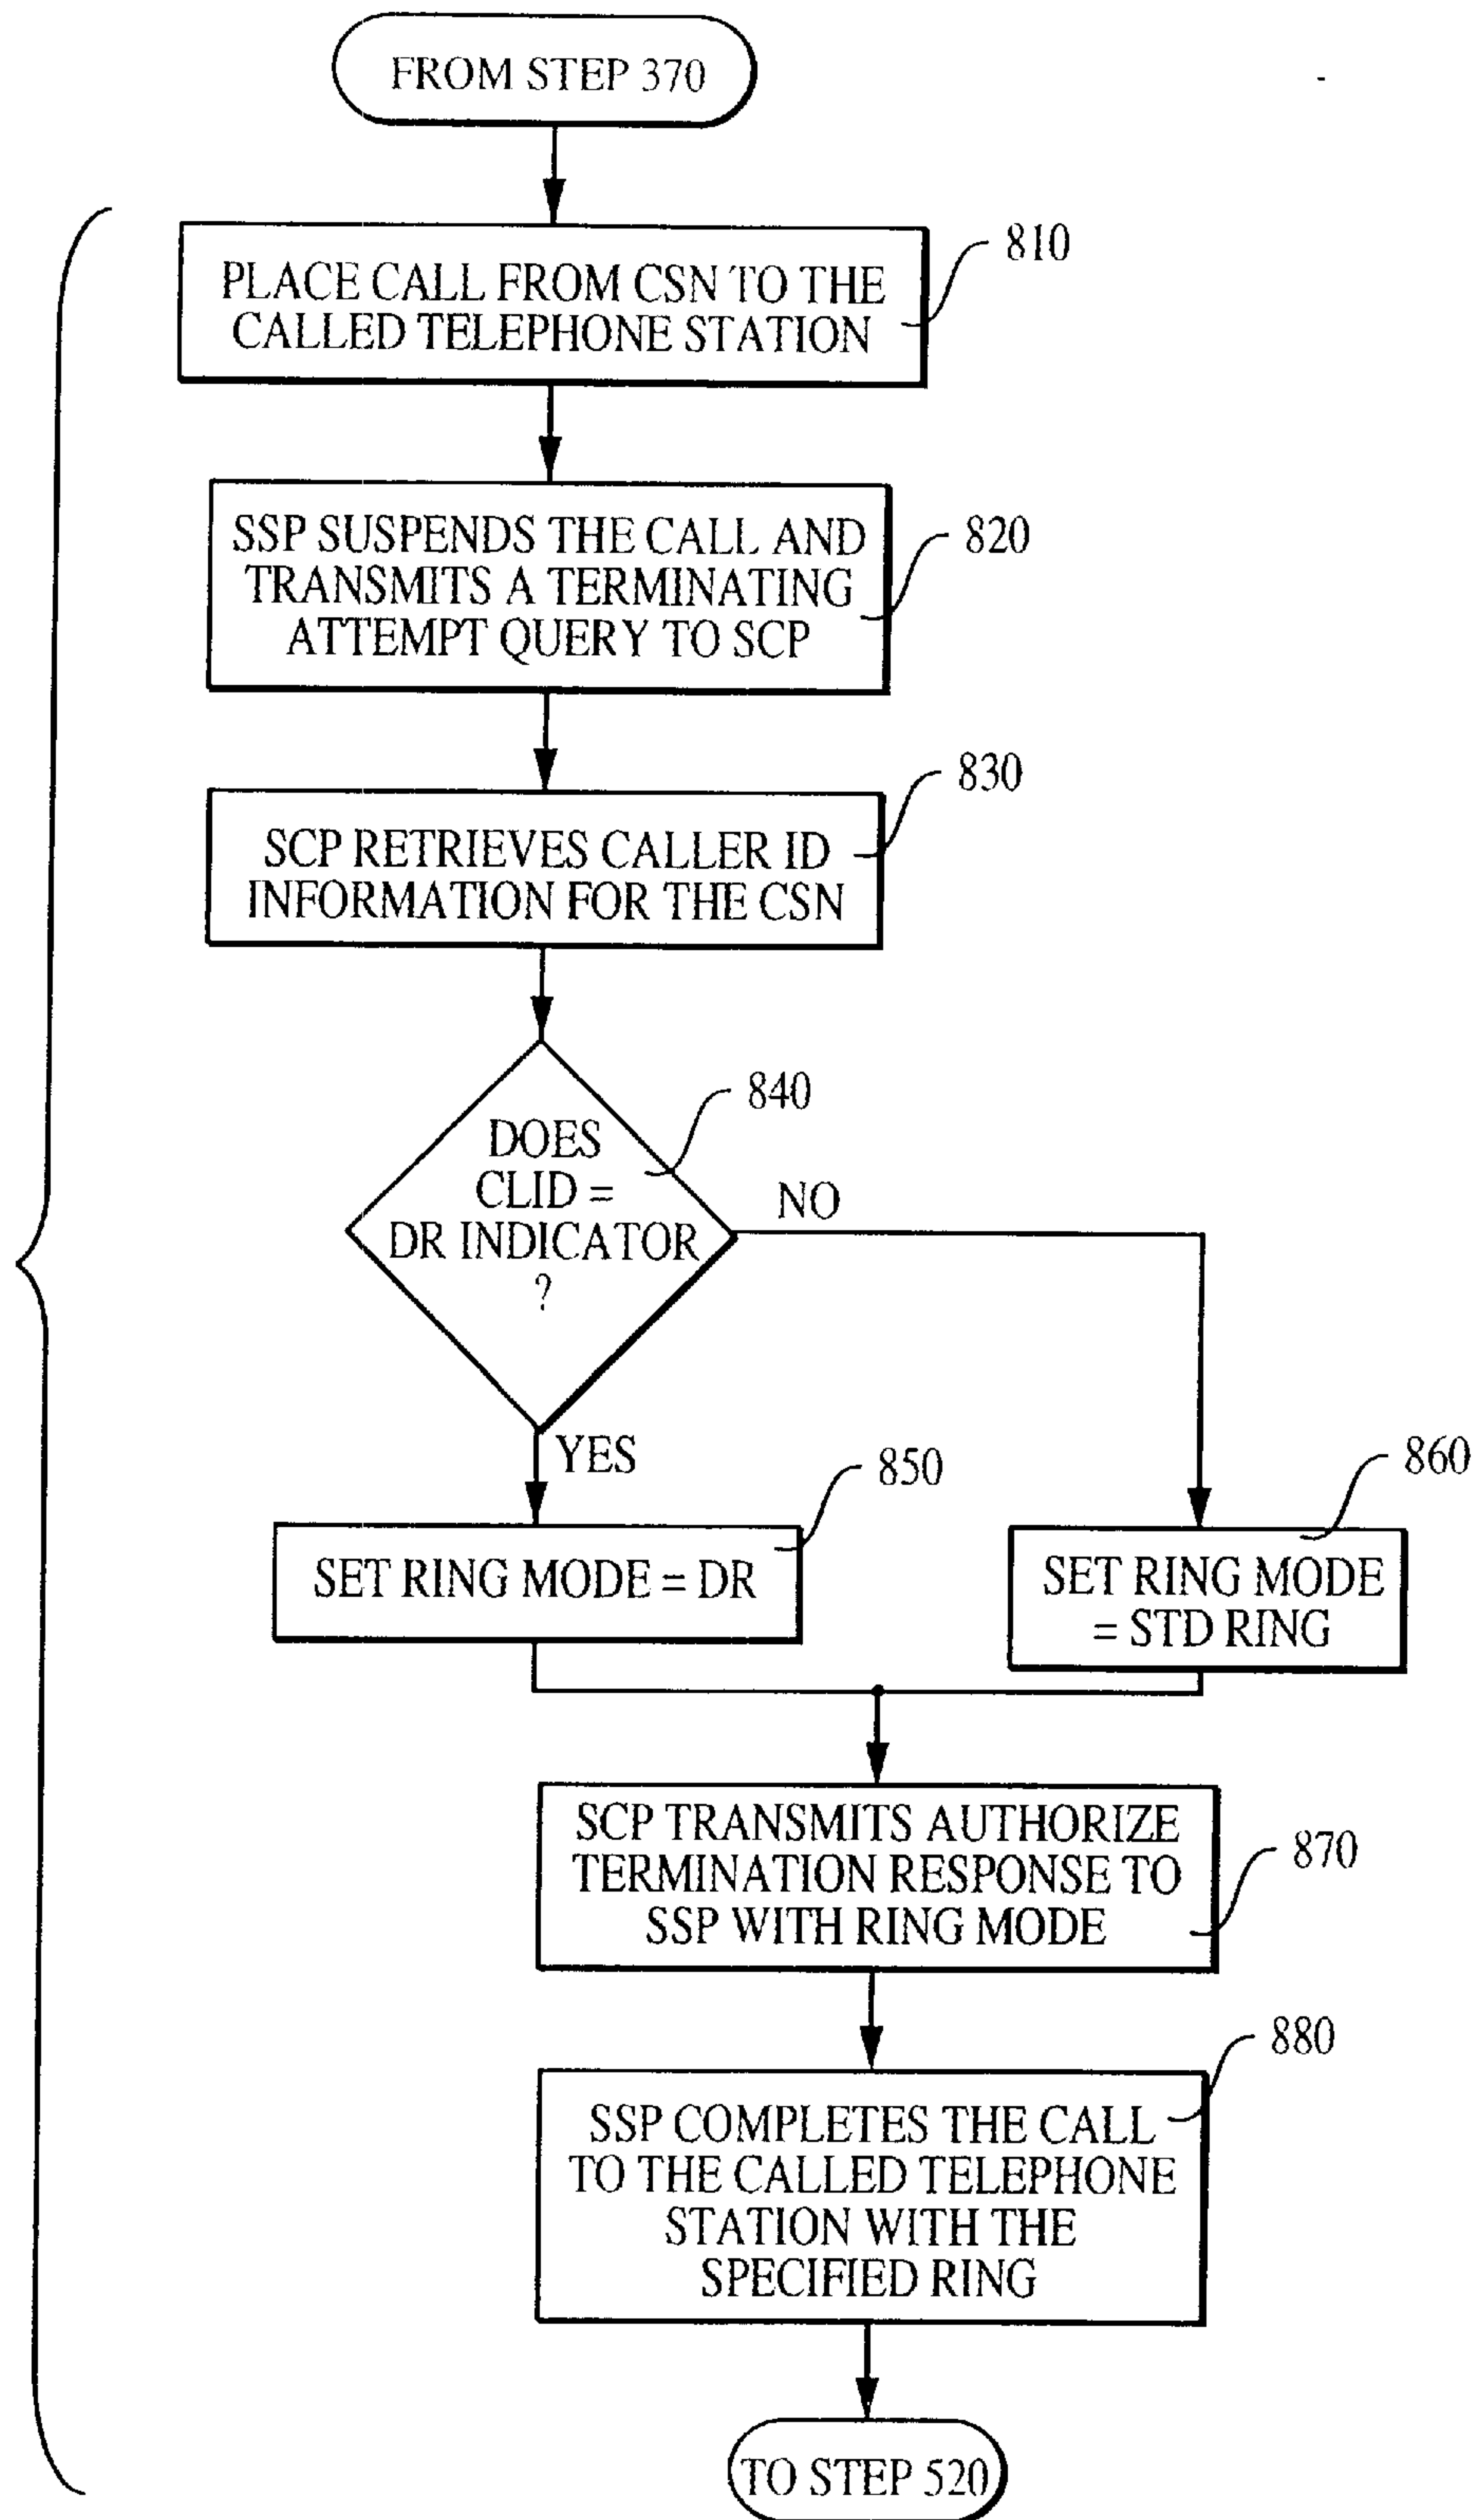 FROM STEP 370
810
PLACE CALL FROM CSN TO THE
CALLED TELEPHONE STATION
820
SSP SUSPENDS THE CALL AND
TRANSMITS A TERMINATING
ATTEMPT QUERY TO SCP
830
SCP RETRIEVES CALLER ID
INFORMATION FOR THE CSN
840
DOES
CLID =
DR INDICATOR
?
NO
YES
850
SET RING MODE = DR
860
SET RING MODE
= STD RING
SCP TRANSMITS AUTHORIZE
TERMINATION RESPONSE TO
SSP WITH RING MODE
870
880
SSP COMPLETES THE CALL
TO THE CALLED TELEPHONE
STATION WITH THE
SPECIFIED RING
TO STEP 520